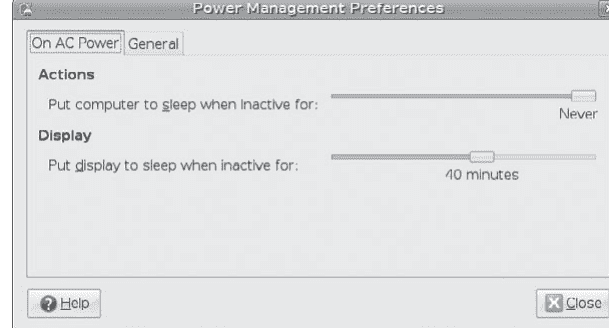 Power Management Preferences
On AC Power General
Actions
Put computer to sleep when inactive for:
Never
Display
Put display to sleep when inactive for:
40 minutes
Help Close